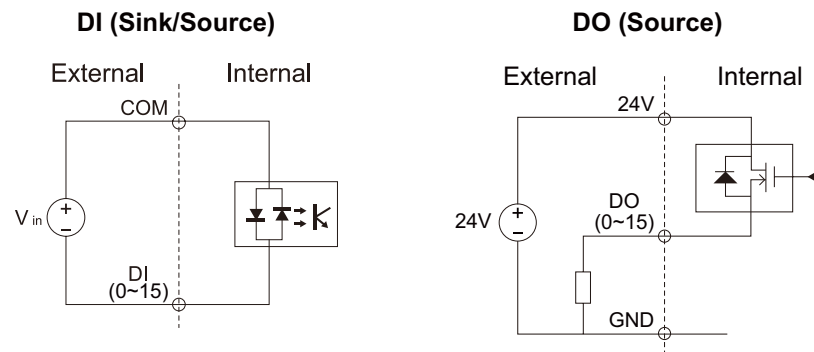 DI (Sink/Source)
External
Internal
COM
V in
+
−
DI
(0~15)
DO (Source)
External
Internal
24V
24V
+
−
DO
(0~15)
GND